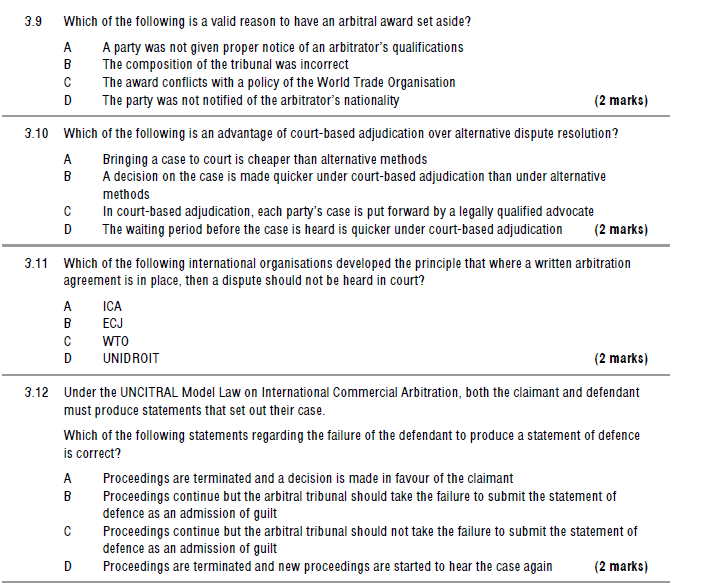 3.9 Which of the following is a valid reason to have an arbitral award set aside?
A A party was not given proper notice of an arbitrator's qualifications
B The composition of the tribunal was incorrect
C The award conflicts with a policy of the World Trade Organisation
D The party was not notified of the arbitrator's nationality (2 marks)
3.10 Which of the following is an advantage of court-based adjudication over alternative dispute resolution?
A Bringing a case to court is cheaper than alternative methods
B A decision on the case is made quicker under court-based adjudication than under alternative
methods
C In court-based adjudication, each party's case is put forward by a legally qualified advocate
D The waiting period before the case is heard is quicker under court-based adjudication (2 marks)
3.11 Which of the following international organisations developed the principle that where a written arbitration
agreement is in place, then a dispute should not be heard in court?
A ICA
B ECJ
C WTO
D UNIDROIT (2 marks)
3.12 Under the UNCITRAL Model Law on International Commercial Arbitration, both the claimant and defendant
must produce statements that set out their case.
Which of the following statements regarding the failure of the defendant to produce a statement of defence
is correct?
A Proceedings are terminated and a decision is made in favour of the claimant
B Proceedings continue but the arbitral tribunal should take the failure to submit the statement of
defence as an admission of guilt
C Proceedings continue but the arbitral tribunal should not take the failure to submit the statement of
defence as an admission of guilt
D Proceedings are terminated and new proceedings are started to hear the case again (2 marks)